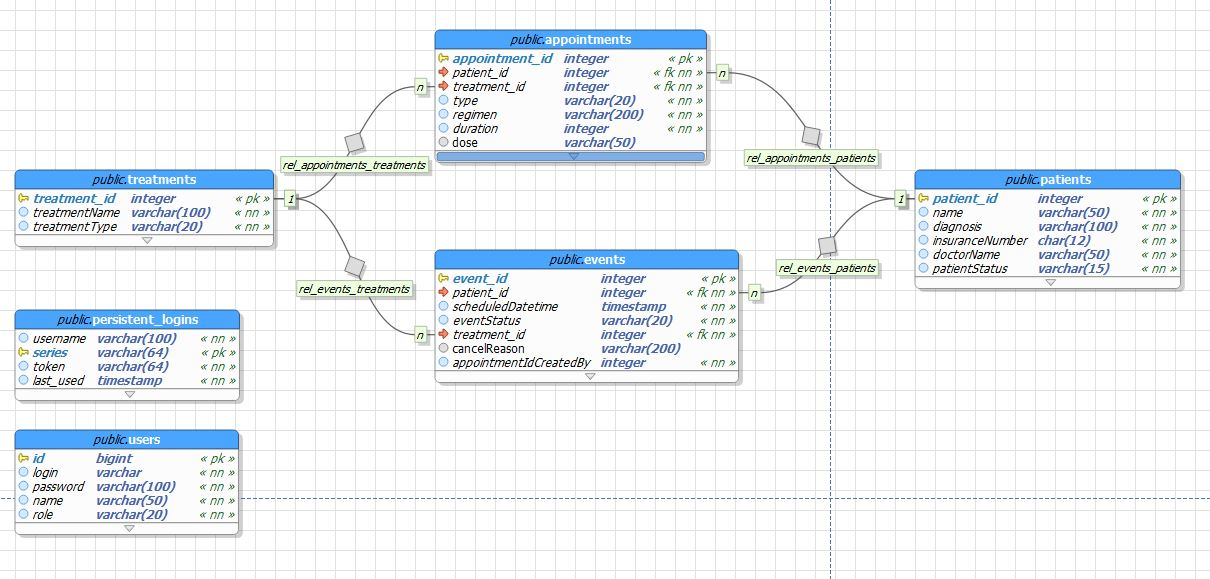 public.appointments
appointment_id integer « pk »
patient_id integer « fk nn »
treatment_id integer « fk nn »
type varchar(20) « nn »
regimen varchar(200) « nn »
duration integer « nn »
dose varchar(50)
n
n
rel_appointments_treatments
rel_appointments_patients
public.treatments
treatment_id integer « pk »
treatmentName varchar(100) « nn »
treatmentType varchar(20) « nn »
1
1
public.patients
patient_id integer « pk »
name varchar(50) « nn »
diagnosis varchar(100) « nn »
insuranceNumber char(12) « nn »
doctorName varchar(50) « nn »
patientStatus varchar(15) « nn »
public.events
event_id integer « pk »
patient_id integer « fk nn »
scheduledDatetime timestamp « nn »
eventStatus varchar(20) « nn »
treatment_id integer « fk nn »
cancelReason varchar(200)
appointmentIdCreatedBy integer « nn »
rel_events_treatments
rel_events_patients
n
n
public.persistent_logins
username varchar(100) « nn »
series varchar(64) « pk »
token varchar(64) « nn »
last_used timestamp « nn »
public.users
id bigint « pk »
login varchar « nn »
password varchar(100) « nn »
name varchar(50) « nn »
role varchar(20) « nn »